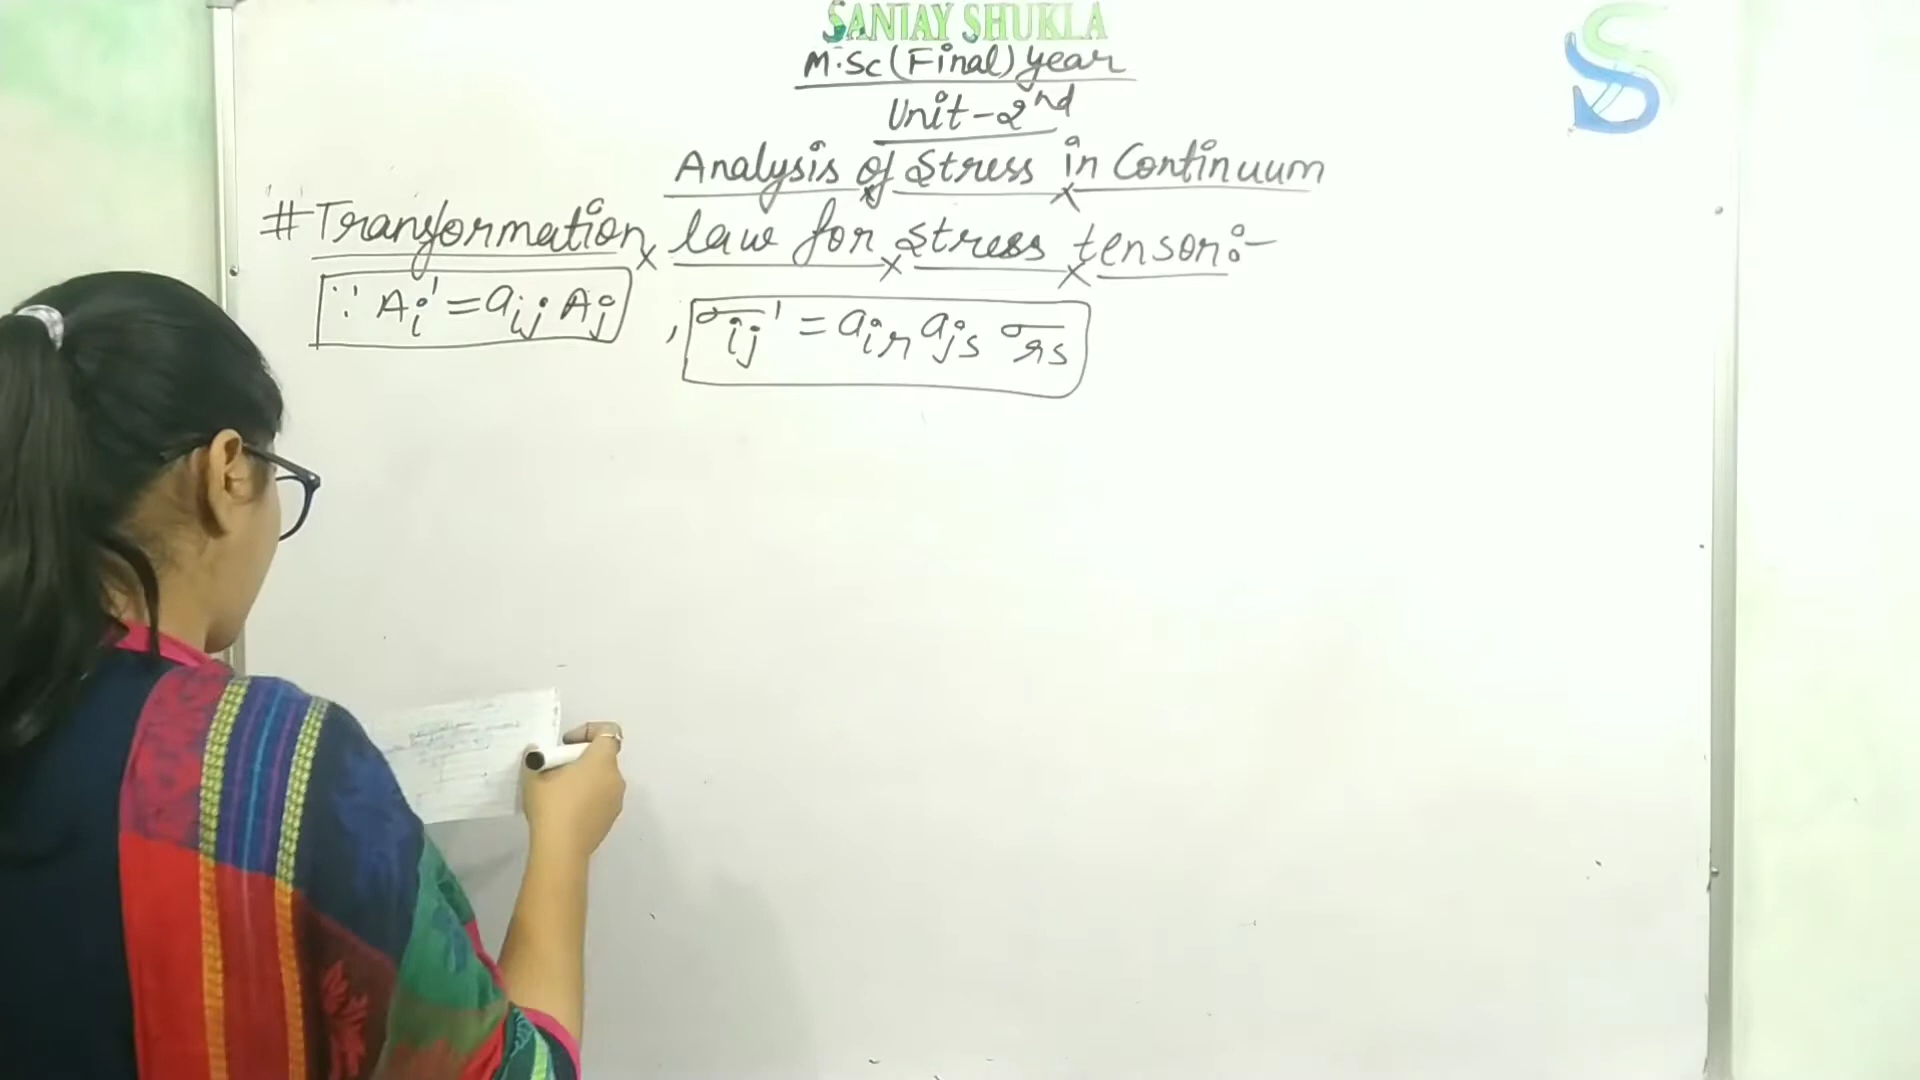 SANJAY SHUKLA
M.Sc (Final) year
Unit-2nd
Analysis of Stress in Continuum
# Transformation law for stress tensor:-
∵ Ai' = aij Aj , σij' = air ajs σrs